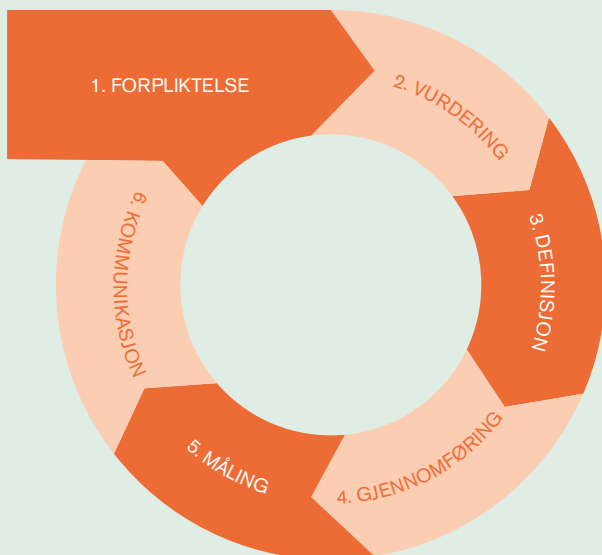 1. FORPLIKTELSE
2. VURDERING
3. DEFINISJON
4. GJENNOMFØRING
5. MÅLING
6. KOMMUNIKASJON